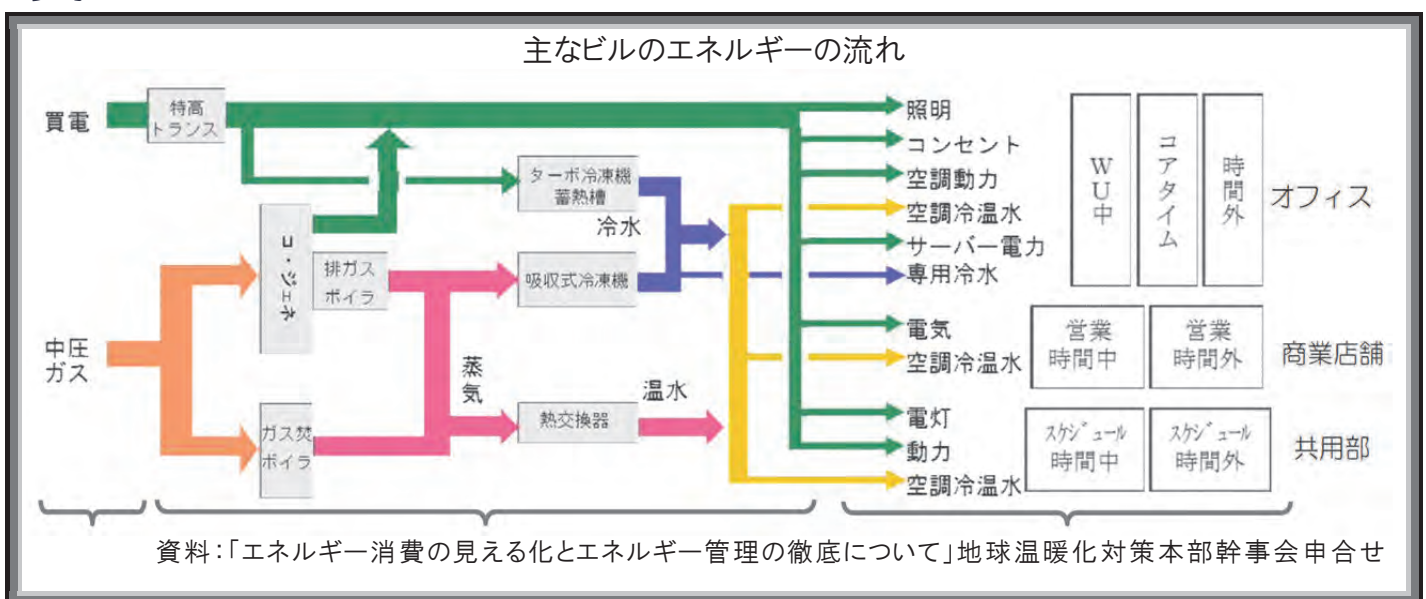 主なビルのエネルギーの流れ
買電
特高
トランス
中圧
ガス
コ・ジェネ
排ガス
ボイラ
ガス焚
ボイラ
蒸気
ターボ冷凍機
蓄熱槽
冷水
吸収式冷凍機
熱交換器
温水
照明
コンセント
空調動力
空調冷温水
サーバー電力
専用冷水
電気
空調冷温水
電灯
動力
空調冷温水
WU中
コアタイム
時間外
オフィス
営業
時間中
営業
時間外
商業店舗
スケジュール
時間中
スケジュール
時間外
共用部
資料:「エネルギー消費の見える化とエネルギー管理の徹底について」地球温暖化対策本部幹事会申合せ